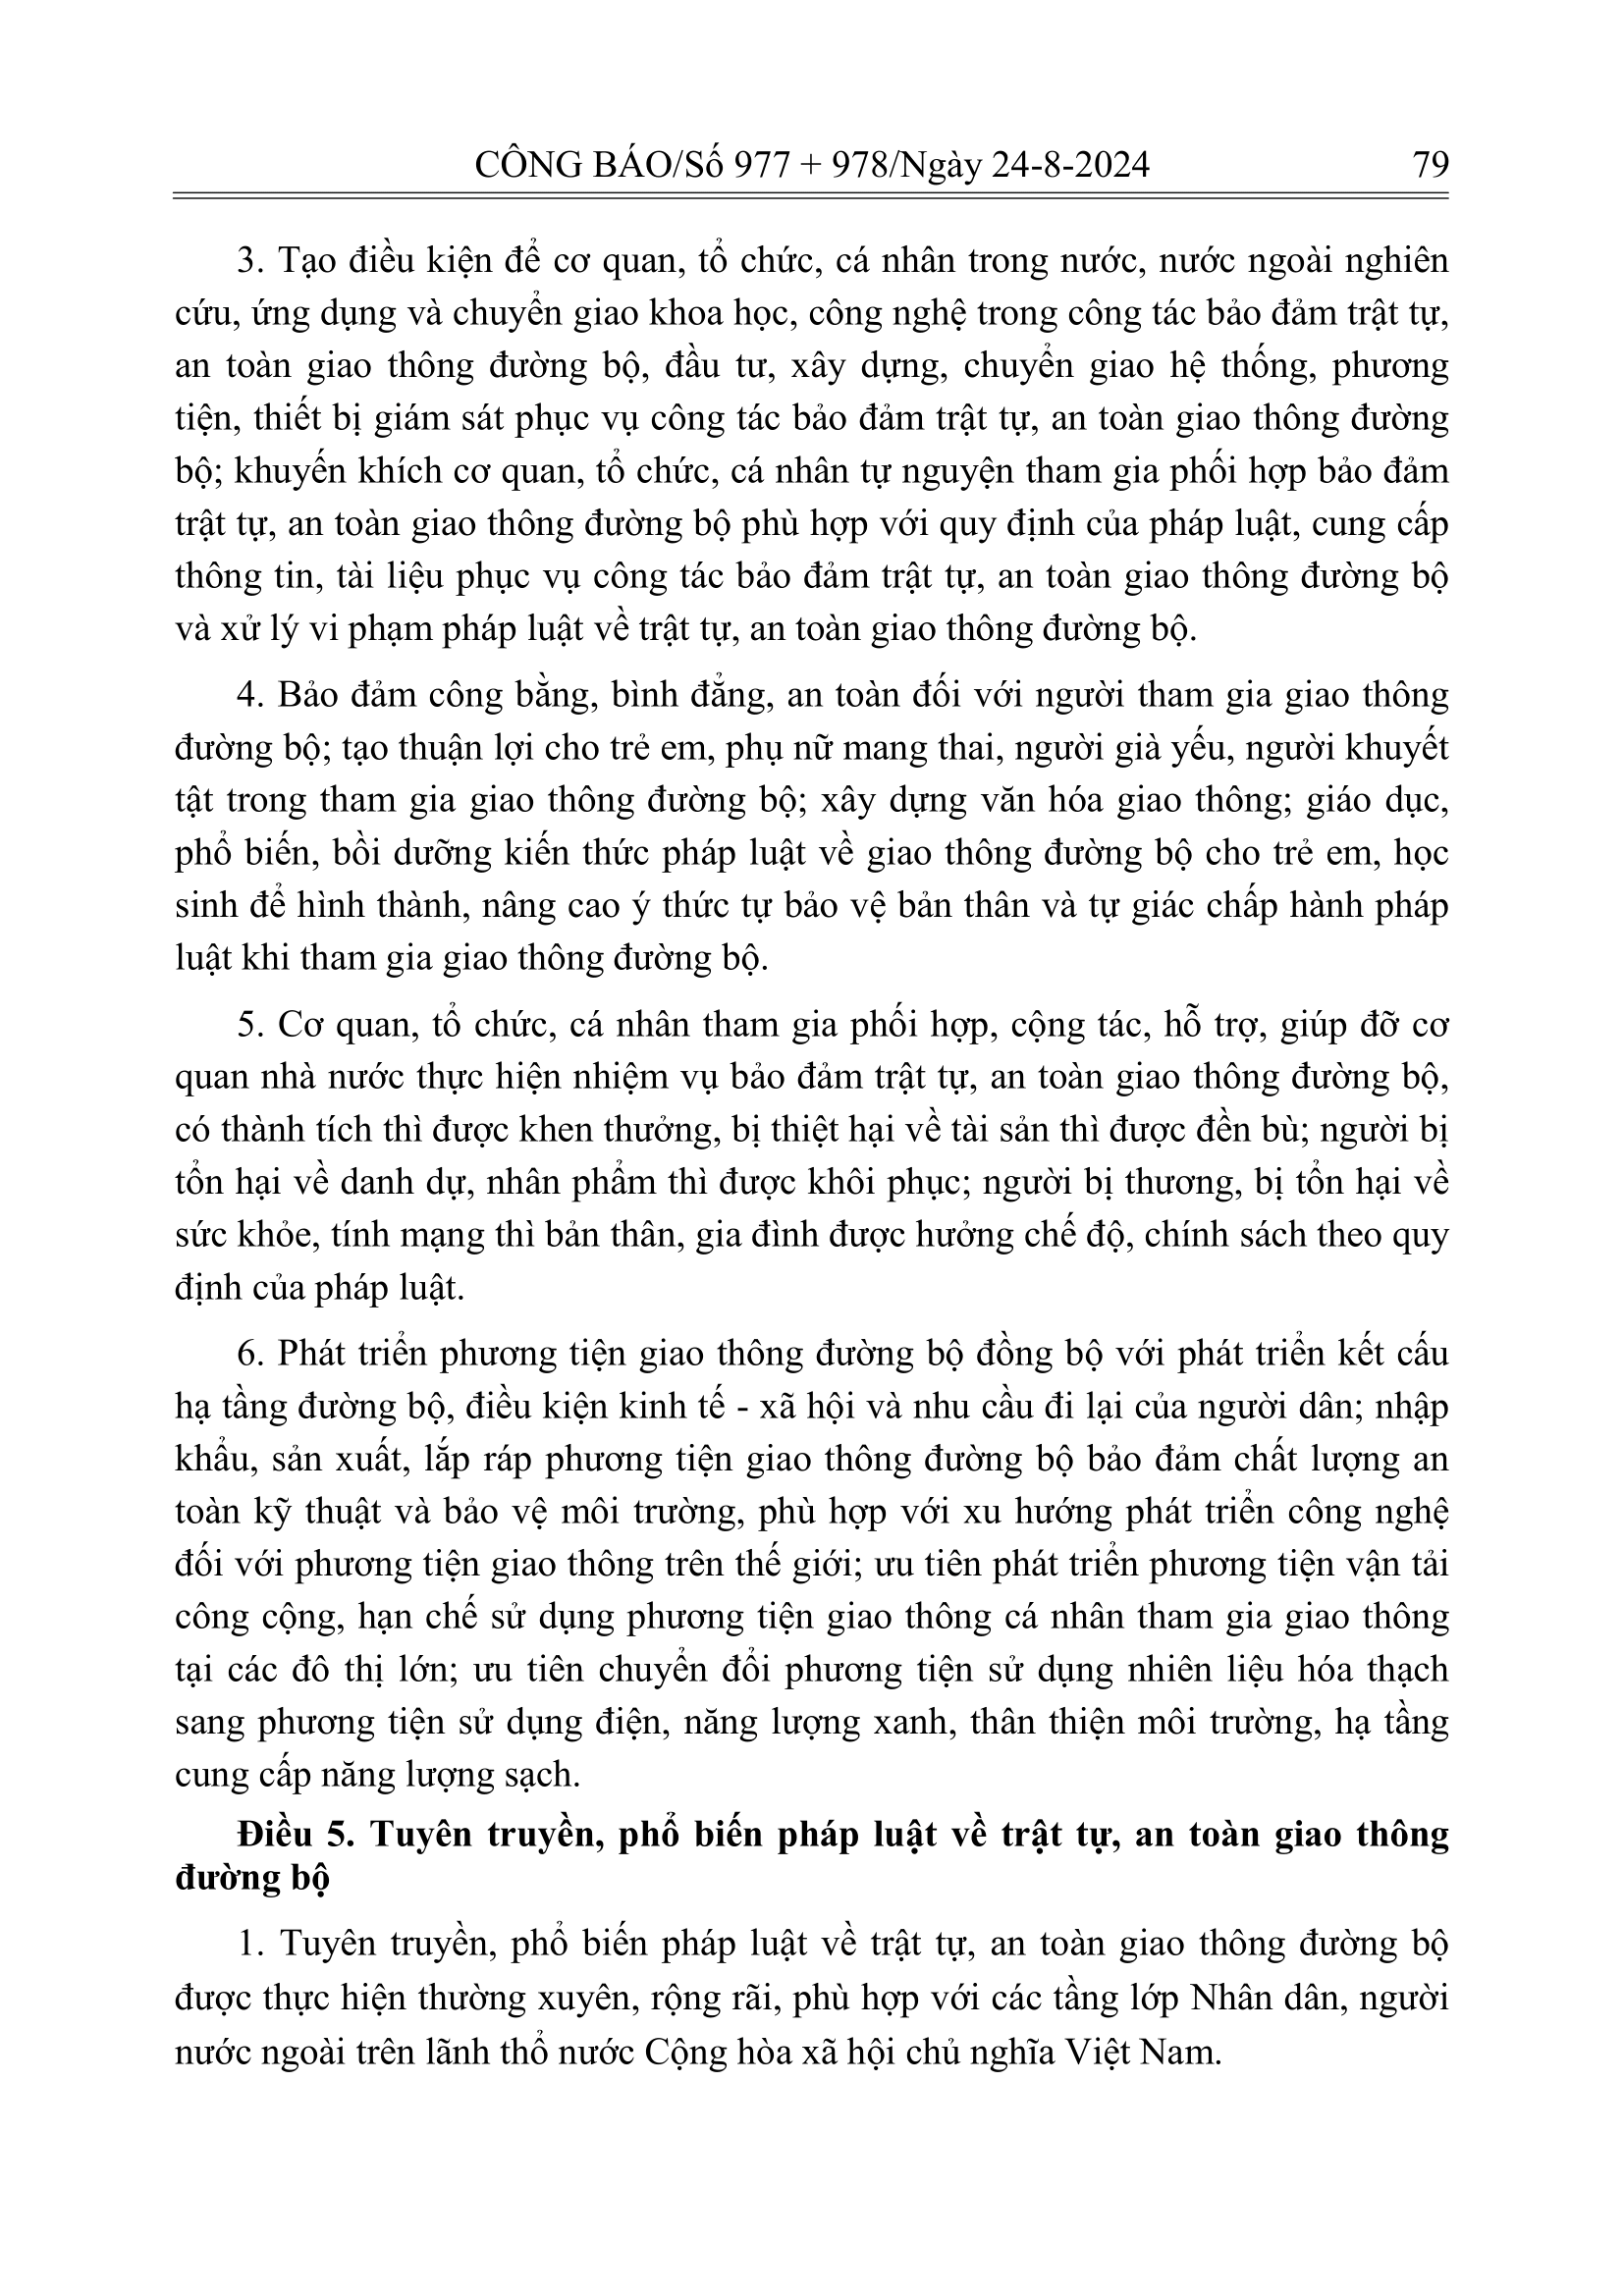 CÔNG BÁO/Số 977 + 978/Ngày 24-8-2024 79
3. Tạo điều kiện để cơ quan, tổ chức, cá nhân trong nước, nước ngoài nghiên
cứu, ứng dụng và chuyển giao khoa học, công nghệ trong công tác bảo đảm trật tự,
an toàn giao thông đường bộ, đầu tư, xây dựng, chuyển giao hệ thống, phương
tiện, thiết bị giám sát phục vụ công tác bảo đảm trật tự, an toàn giao thông đường
bộ; khuyến khích cơ quan, tổ chức, cá nhân tự nguyện tham gia phối hợp bảo đảm
trật tự, an toàn giao thông đường bộ phù hợp với quy định của pháp luật, cung cấp
thông tin, tài liệu phục vụ công tác bảo đảm trật tự, an toàn giao thông đường bộ
và xử lý vi phạm pháp luật về trật tự, an toàn giao thông đường bộ.
4. Bảo đảm công bằng, bình đẳng, an toàn đối với người tham gia giao thông
đường bộ; tạo thuận lợi cho trẻ em, phụ nữ mang thai, người già yếu, người khuyết
tật trong tham gia giao thông đường bộ; xây dựng văn hóa giao thông; giáo dục,
phổ biến, bồi dưỡng kiến thức pháp luật về giao thông đường bộ cho trẻ em, học
sinh để hình thành, nâng cao ý thức tự bảo vệ bản thân và tự giác chấp hành pháp
luật khi tham gia giao thông đường bộ.
5. Cơ quan, tổ chức, cá nhân tham gia phối hợp, cộng tác, hỗ trợ, giúp đỡ cơ
quan nhà nước thực hiện nhiệm vụ bảo đảm trật tự, an toàn giao thông đường bộ,
có thành tích thì được khen thưởng, bị thiệt hại về tài sản thì được đền bù; người bị
tổn hại về danh dự, nhân phẩm thì được khôi phục; người bị thương, bị tổn hại về
sức khỏe, tính mạng thì bản thân, gia đình được hưởng chế độ, chính sách theo quy
định của pháp luật.
6. Phát triển phương tiện giao thông đường bộ đồng bộ với phát triển kết cấu
hạ tầng đường bộ, điều kiện kinh tế - xã hội và nhu cầu đi lại của người dân; nhập
khẩu, sản xuất, lắp ráp phương tiện giao thông đường bộ bảo đảm chất lượng an
toàn kỹ thuật và bảo vệ môi trường, phù hợp với xu hướng phát triển công nghệ
đối với phương tiện giao thông trên thế giới; ưu tiên phát triển phương tiện vận tải
công cộng, hạn chế sử dụng phương tiện giao thông cá nhân tham gia giao thông
tại các đô thị lớn; ưu tiên chuyển đổi phương tiện sử dụng nhiên liệu hóa thạch
sang phương tiện sử dụng điện, năng lượng xanh, thân thiện môi trường, hạ tầng
cung cấp năng lượng sạch.
Điều 5. Tuyên truyền, phổ biến pháp luật về trật tự, an toàn giao thông
đường bộ
1. Tuyên truyền, phổ biến pháp luật về trật tự, an toàn giao thông đường bộ
được thực hiện thường xuyên, rộng rãi, phù hợp với các tầng lớp Nhân dân, người
nước ngoài trên lãnh thổ nước Cộng hòa xã hội chủ nghĩa Việt Nam.